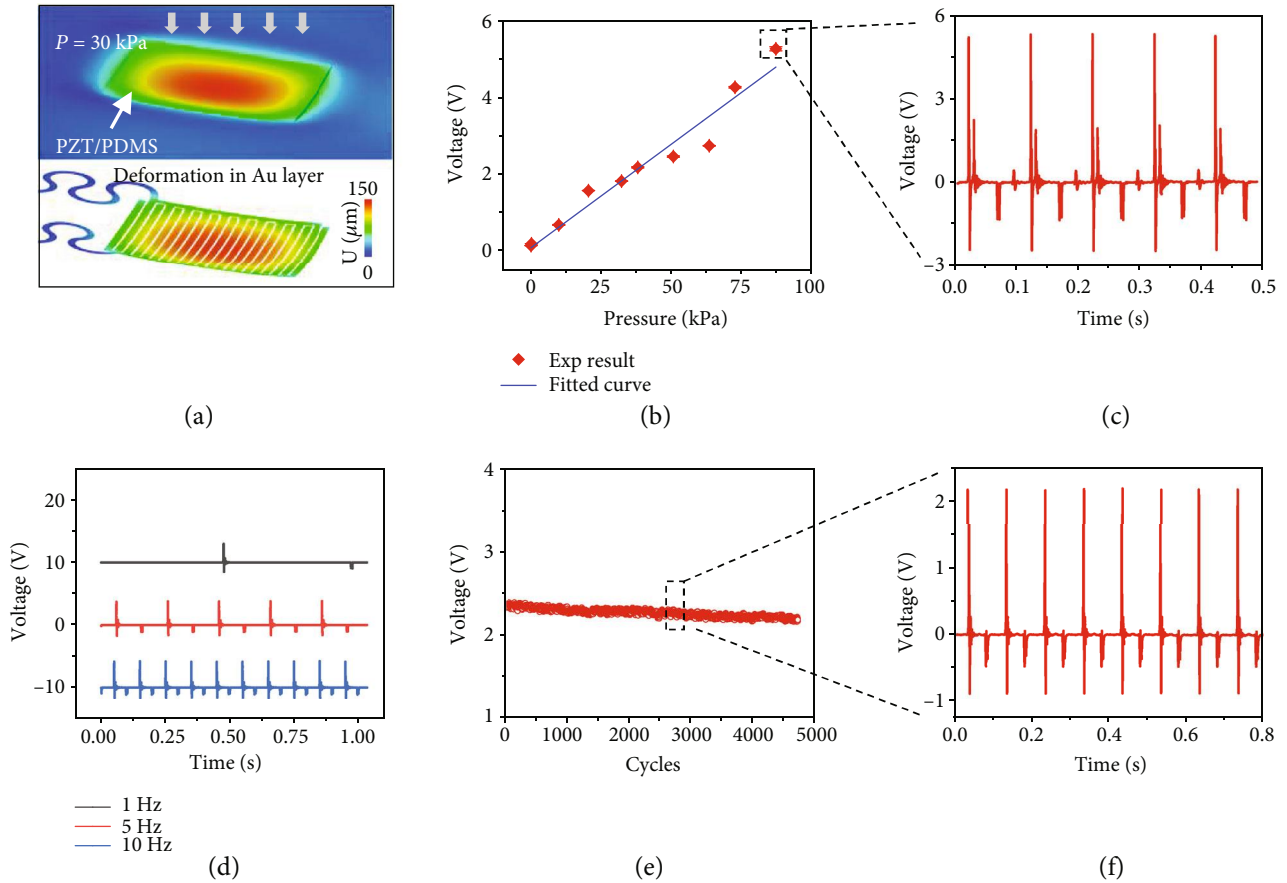 P = 30 kPa
PZT/PDMS
Deformation in Au layer
150
U (μm)
0
(a)
6
4
2
0
Voltage (V)
0
25
50
75
100
Pressure (kPa)
Exp result
Fitted curve
(b)
6
3
0
–3
Voltage (V)
0.0
0.1
0.2
0.3
0.4
0.5
Time (s)
(c)
20
10
0
–10
Voltage (V)
0.00
0.25
0.50
0.75
1.00
Time (s)
1 Hz
5 Hz
10 Hz
(d)
4
3
2
1
Voltage (V)
0
1000
2000
3000
4000
5000
Cycles
(e)
2
1
0
–1
Voltage (V)
0.0
0.2
0.4
0.6
0.8
Time (s)
(f)